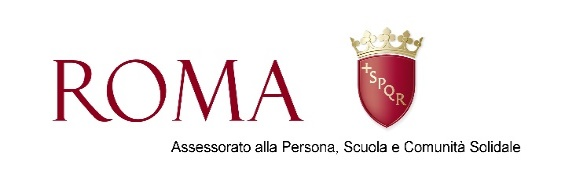 ROMA
+SPQR
Assessorato alla Persona, Scuola e Comunità Solidale